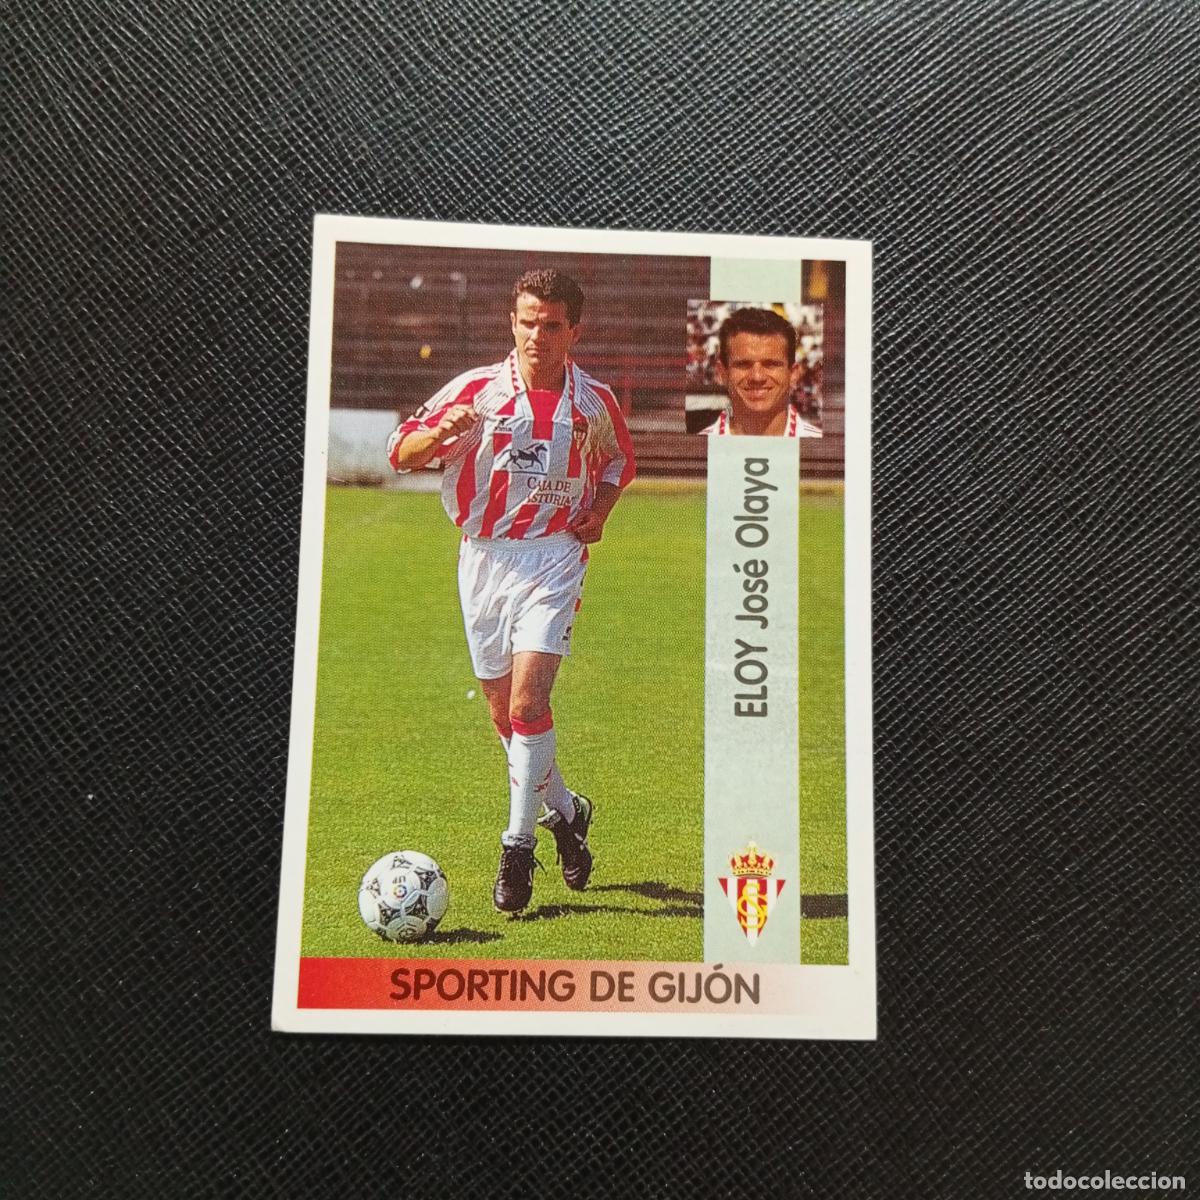 CAJA DE
ASTURIAS
ELOY José Olaya
SPORTING DE GIJÓN
todocoleccion